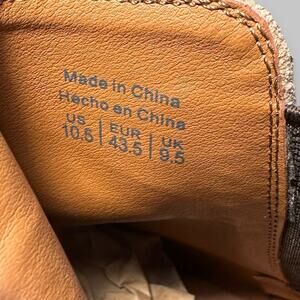 Made in China
Hecho en China
US | EUR | UK
10.5 | 43.5 | 9.5